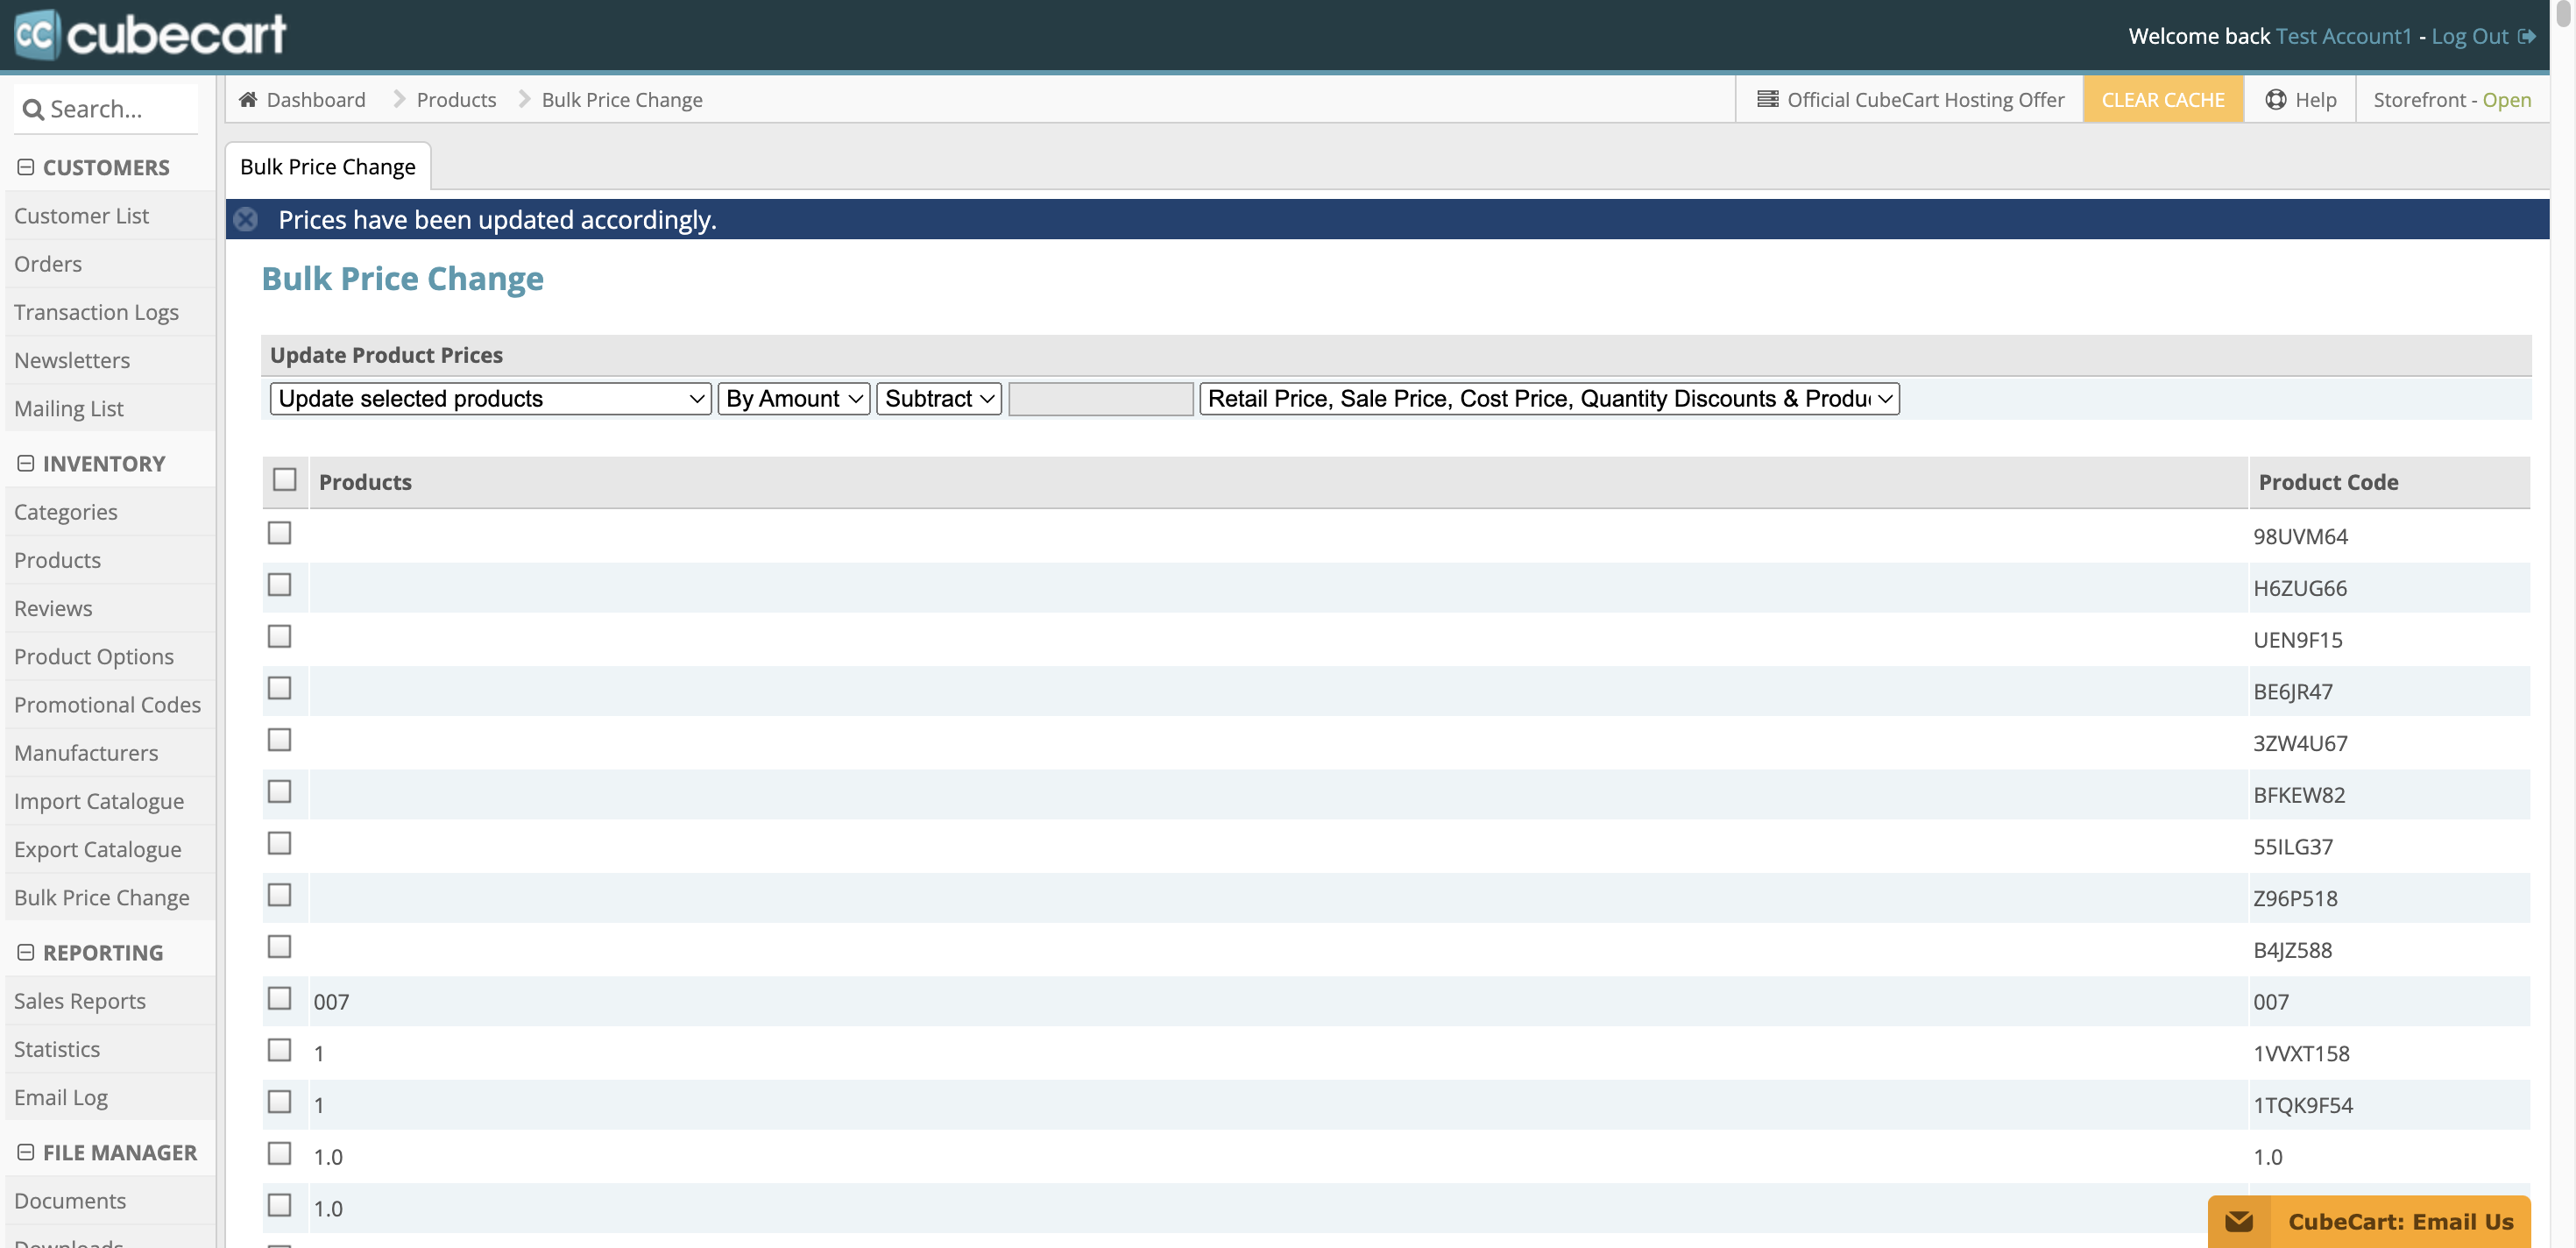 cc cubecart
Welcome back Test Account1 - Log Out
Search...
Dashboard Products Bulk Price Change
Official CubeCart Hosting Offer CLEAR CACHE Help Storefront - Open
CUSTOMERS
Customer List
Orders
Transaction Logs
Newsletters
Mailing List
INVENTORY
Categories
Products
Reviews
Product Options
Promotional Codes
Manufacturers
Import Catalogue
Export Catalogue
Bulk Price Change
REPORTING
Sales Reports
Statistics
Email Log
FILE MANAGER
Documents
Downloads
Bulk Price Change
Prices have been updated accordingly.
Bulk Price Change
Update Product Prices
Update selected products By Amount Subtract Retail Price, Sale Price, Cost Price, Quantity Discounts & Produ
Products Product Code
98UVM64
H6ZUG66
UEN9F15
BE6JR47
3ZW4U67
BFKEW82
55ILG37
Z96P518
B4JZ588
007 007
1 1VVXT158
1 1TQK9F54
1.0 1.0
1.0
CubeCart: Email Us